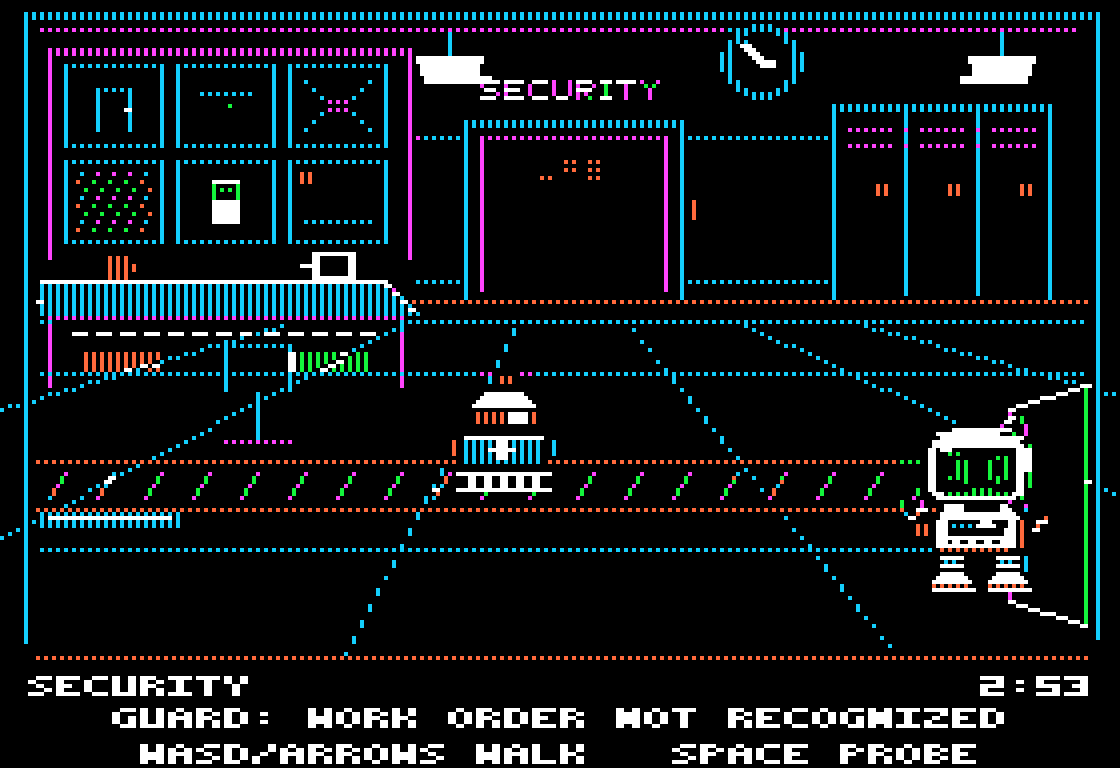 SECURITY
SECURITY 2:53
GUARD: WORK ORDER NOT RECOGNIZED
WASD/ARROWS WALK SPACE PROBE